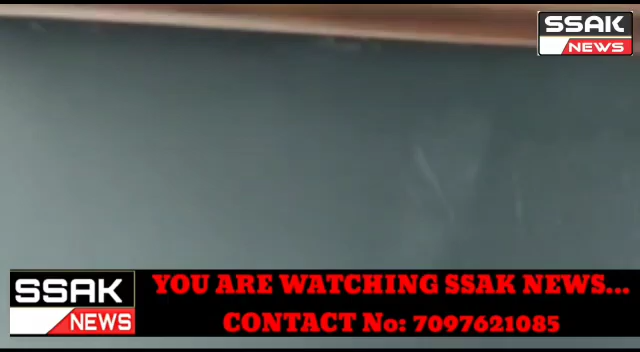 SSAK
NEWS
SSAK
NEWS
YOU ARE WATCHING SSAK NEWS...
CONTACT No: 7097621085